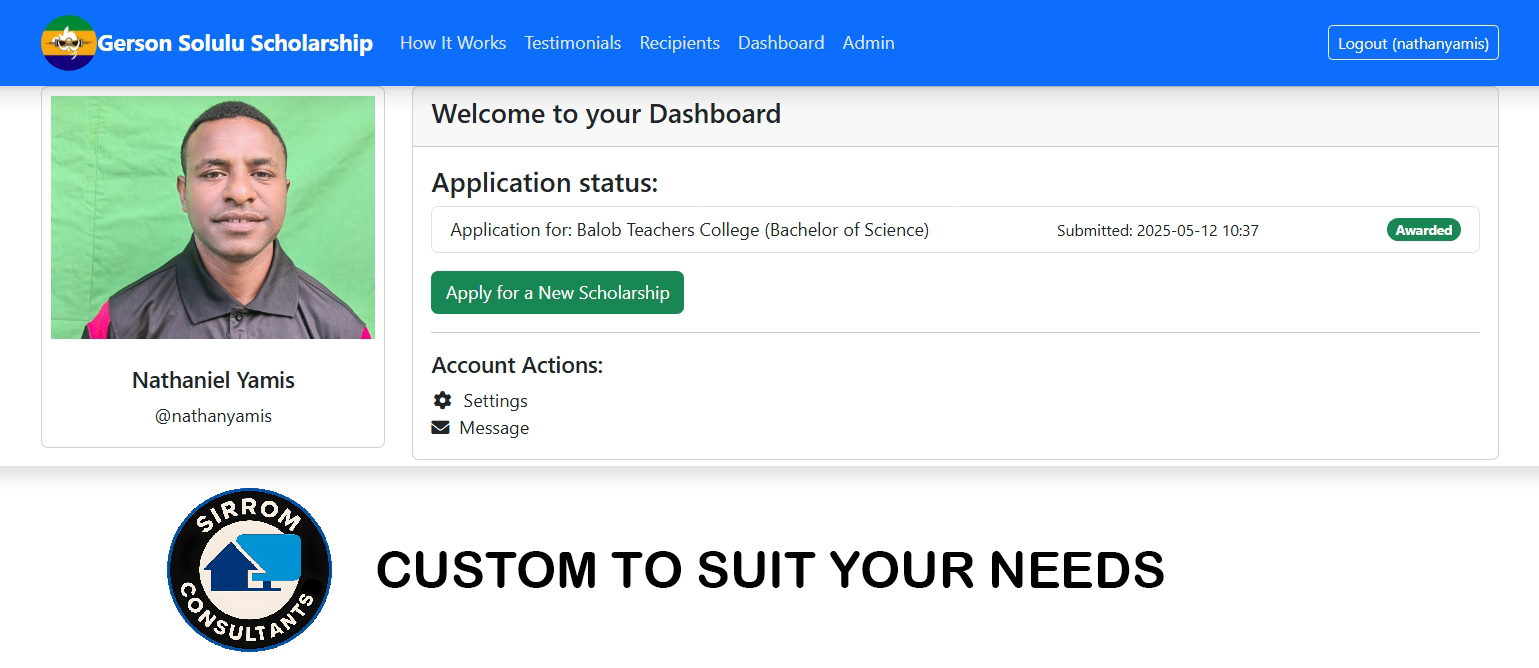 Gerson Solulu Scholarship How It Works Testimonials Recipients Dashboard Admin Logout (nathanyamis)
Welcome to your Dashboard
Application status:
Application for: Balob Teachers College (Bachelor of Science) Submitted: 2025-05-12 10:37 Awarded
Apply for a New Scholarship
Nathaniel Yamis
@nathanyamis
Account Actions:
Settings
Message
SIRROM
CONSULTANTS
CUSTOM TO SUIT YOUR NEEDS